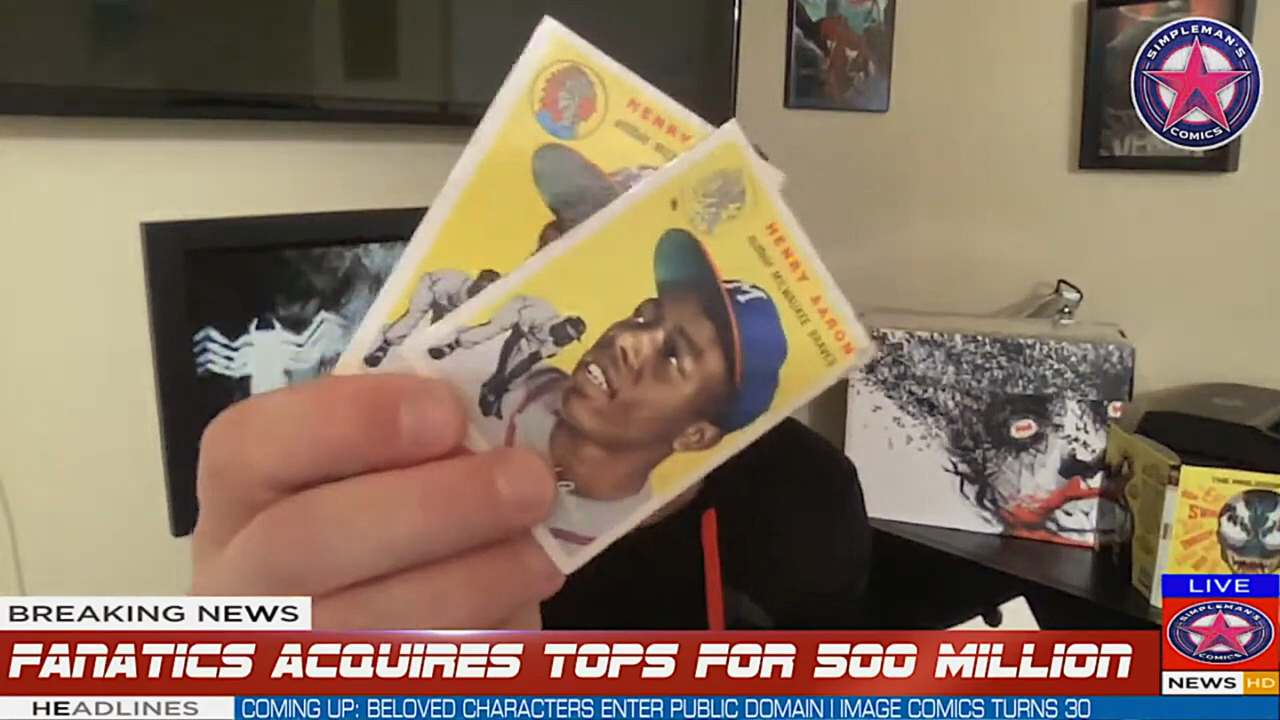 SIMPLEMAN'S
COMICS
HENRY
HENRY AARON
outfield MILWAUKEE BRAVES
M
LIVE
SIMPLEMAN'S
COMICS
NEWS HD
BREAKING NEWS
FANATICS ACQUIRES TOPS FOR 500 MILLION
HEADLINES
COMING UP: BELOVED CHARACTERS ENTER PUBLIC DOMAIN | IMAGE COMICS TURNS 30